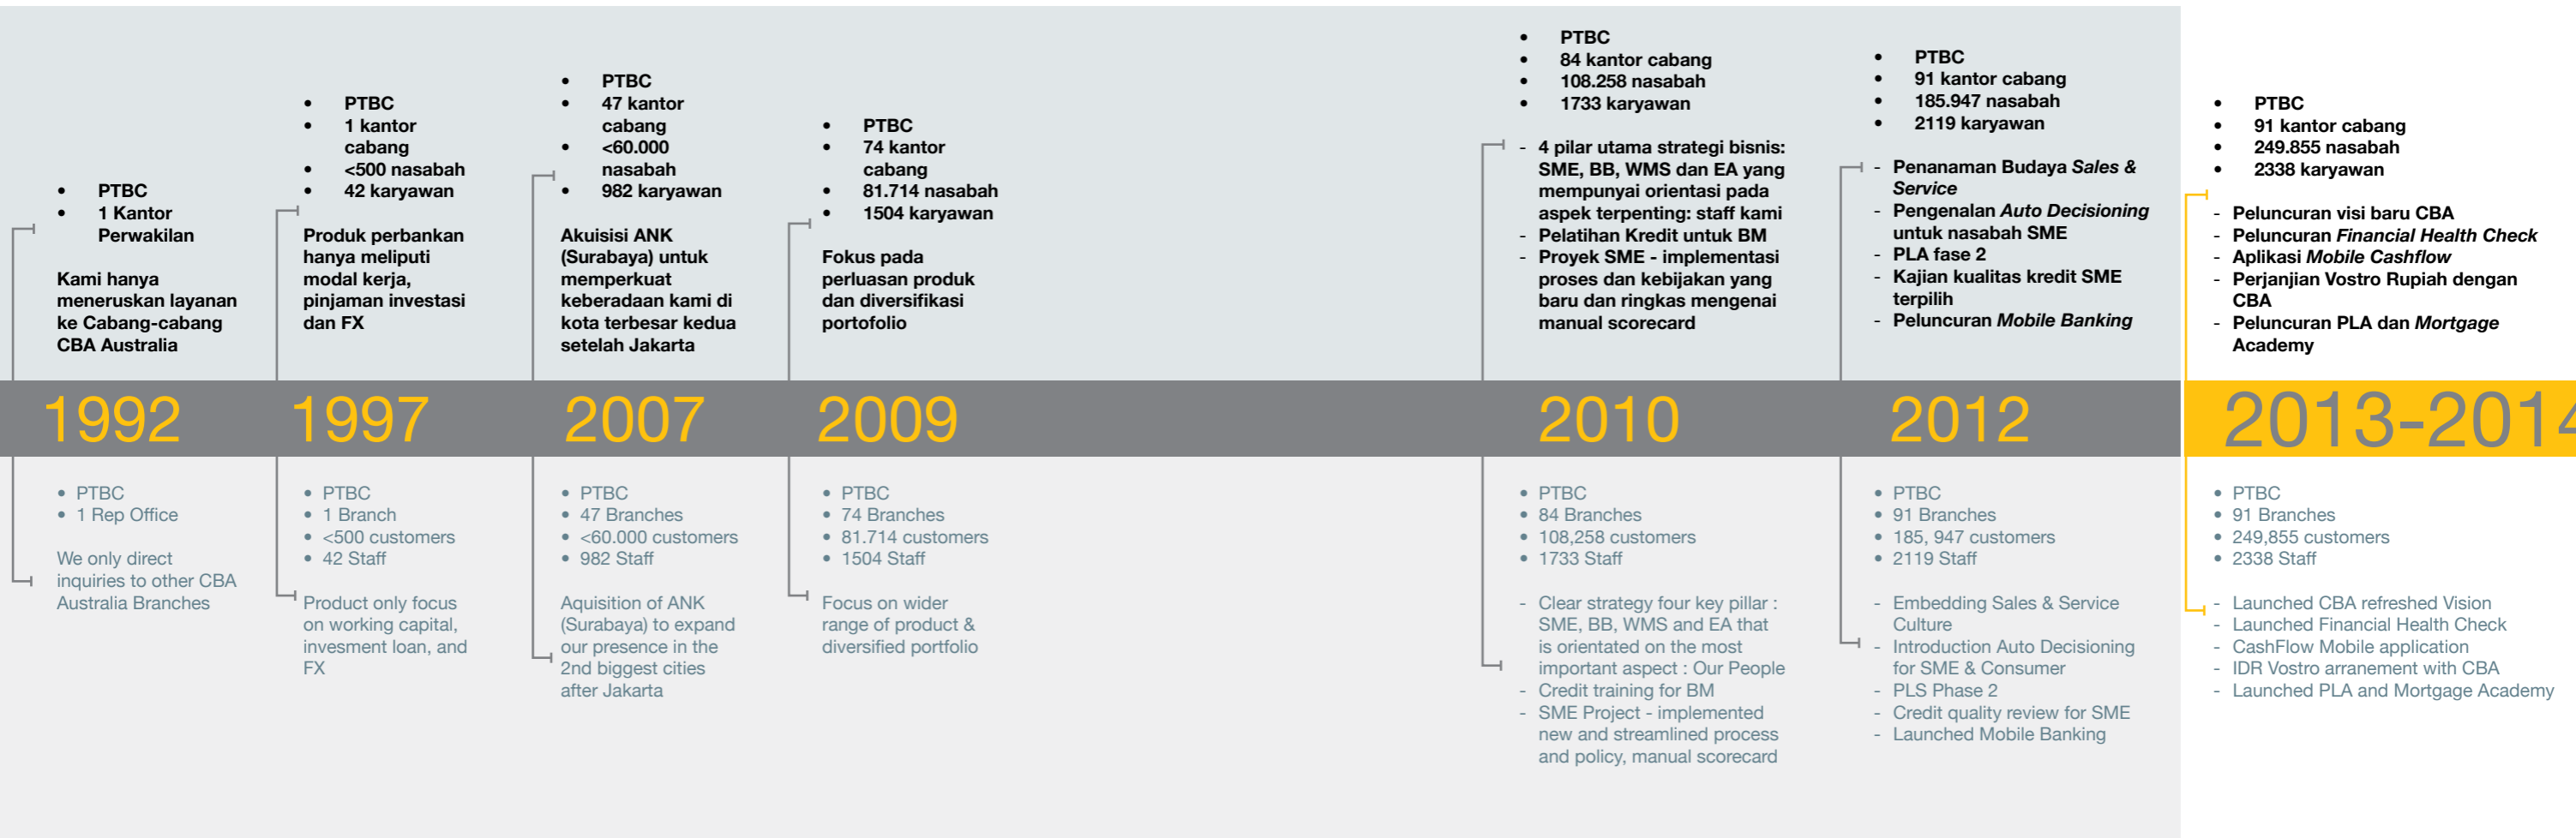 • PTBC
• 1 Kantor
Perwakilan
Kami hanya
meneruskan layanan
ke Cabang-cabang
CBA Australia
• PTBC
• 1 kantor
cabang
• <500 nasabah
• 42 karyawan
Produk perbankan
hanya meliputi
modal kerja,
pinjaman investasi
dan FX
• PTBC
• 47 kantor
cabang
• <60.000
nasabah
• 982 karyawan
Akuisisi ANK
(Surabaya) untuk
memperkuat
keberadaan kami di
kota terbesar kedua
setelah Jakarta
• PTBC
• 74 kantor
cabang
• 81.714 nasabah
• 1504 karyawan
Fokus pada
perluasan produk
dan diversifikasi
portofolio
• PTBC
• 84 kantor cabang
• 108.258 nasabah
• 1733 karyawan
- 4 pilar utama strategi bisnis:
SME, BB, WMS dan EA yang
mempunyai orientasi pada
aspek terpenting: staff kami
- Pelatihan Kredit untuk BM
- Proyek SME - implementasi
proses dan kebijakan yang
baru dan ringkas mengenai
manual scorecard
• PTBC
• 91 kantor cabang
• 185.947 nasabah
• 2119 karyawan
- Penanaman Budaya Sales &
Service
- Pengenalan Auto Decisioning
untuk nasabah SME
- PLA fase 2
- Kajian kualitas kredit SME
terpilih
- Peluncuran Mobile Banking
• PTBC
• 91 kantor cabang
• 249.855 nasabah
• 2338 karyawan
- Peluncuran visi baru CBA
- Peluncuran Financial Health Check
- Aplikasi Mobile Cashflow
- Perjanjian Vostro Rupiah dengan
CBA
- Peluncuran PLA dan Mortgage
Academy
1992
1997
2007
2009
2010
2012
2013-2014
• PTBC
• 1 Rep Office
We only direct
inquiries to other CBA
Australia Branches
• PTBC
• 1 Branch
• <500 customers
• 42 Staff
Product only focus
on working capital,
invesment loan, and
FX
• PTBC
• 47 Branches
• <60.000 customers
• 982 Staff
Aquisition of ANK
(Surabaya) to expand
our presence in the
2nd biggest cities
after Jakarta
• PTBC
• 74 Branches
• 81.714 customers
• 1504 Staff
Focus on wider
range of product &
diversified portfolio
• PTBC
• 84 Branches
• 108,258 customers
• 1733 Staff
- Clear strategy four key pillar :
SME, BB, WMS and EA that
is orientated on the most
important aspect : Our People
- Credit training for BM
- SME Project - implemented
new and streamlined process
and policy, manual scorecard
• PTBC
• 91 Branches
• 185, 947 customers
• 2119 Staff
- Embedding Sales & Service
Culture
- Introduction Auto Decisioning
for SME & Consumer
- PLS Phase 2
- Credit quality review for SME
- Launched Mobile Banking
• PTBC
• 91 Branches
• 249,855 customers
• 2338 Staff
- Launched CBA refreshed Vision
- Launched Financial Health Check
- CashFlow Mobile application
- IDR Vostro arranement with CBA
- Launched PLA and Mortgage Academy